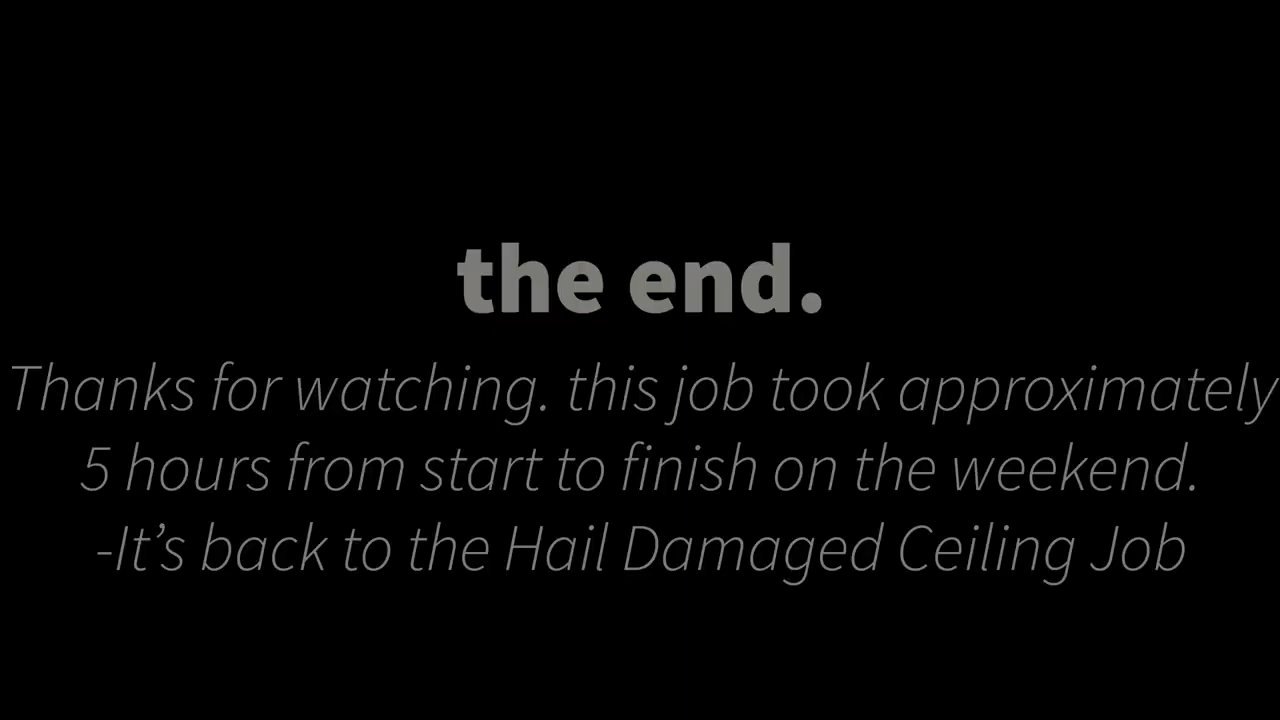 the end.
Thanks for watching. this job took approximately
5 hours from start to finish on the weekend.
-It’s back to the Hail Damaged Ceiling Job